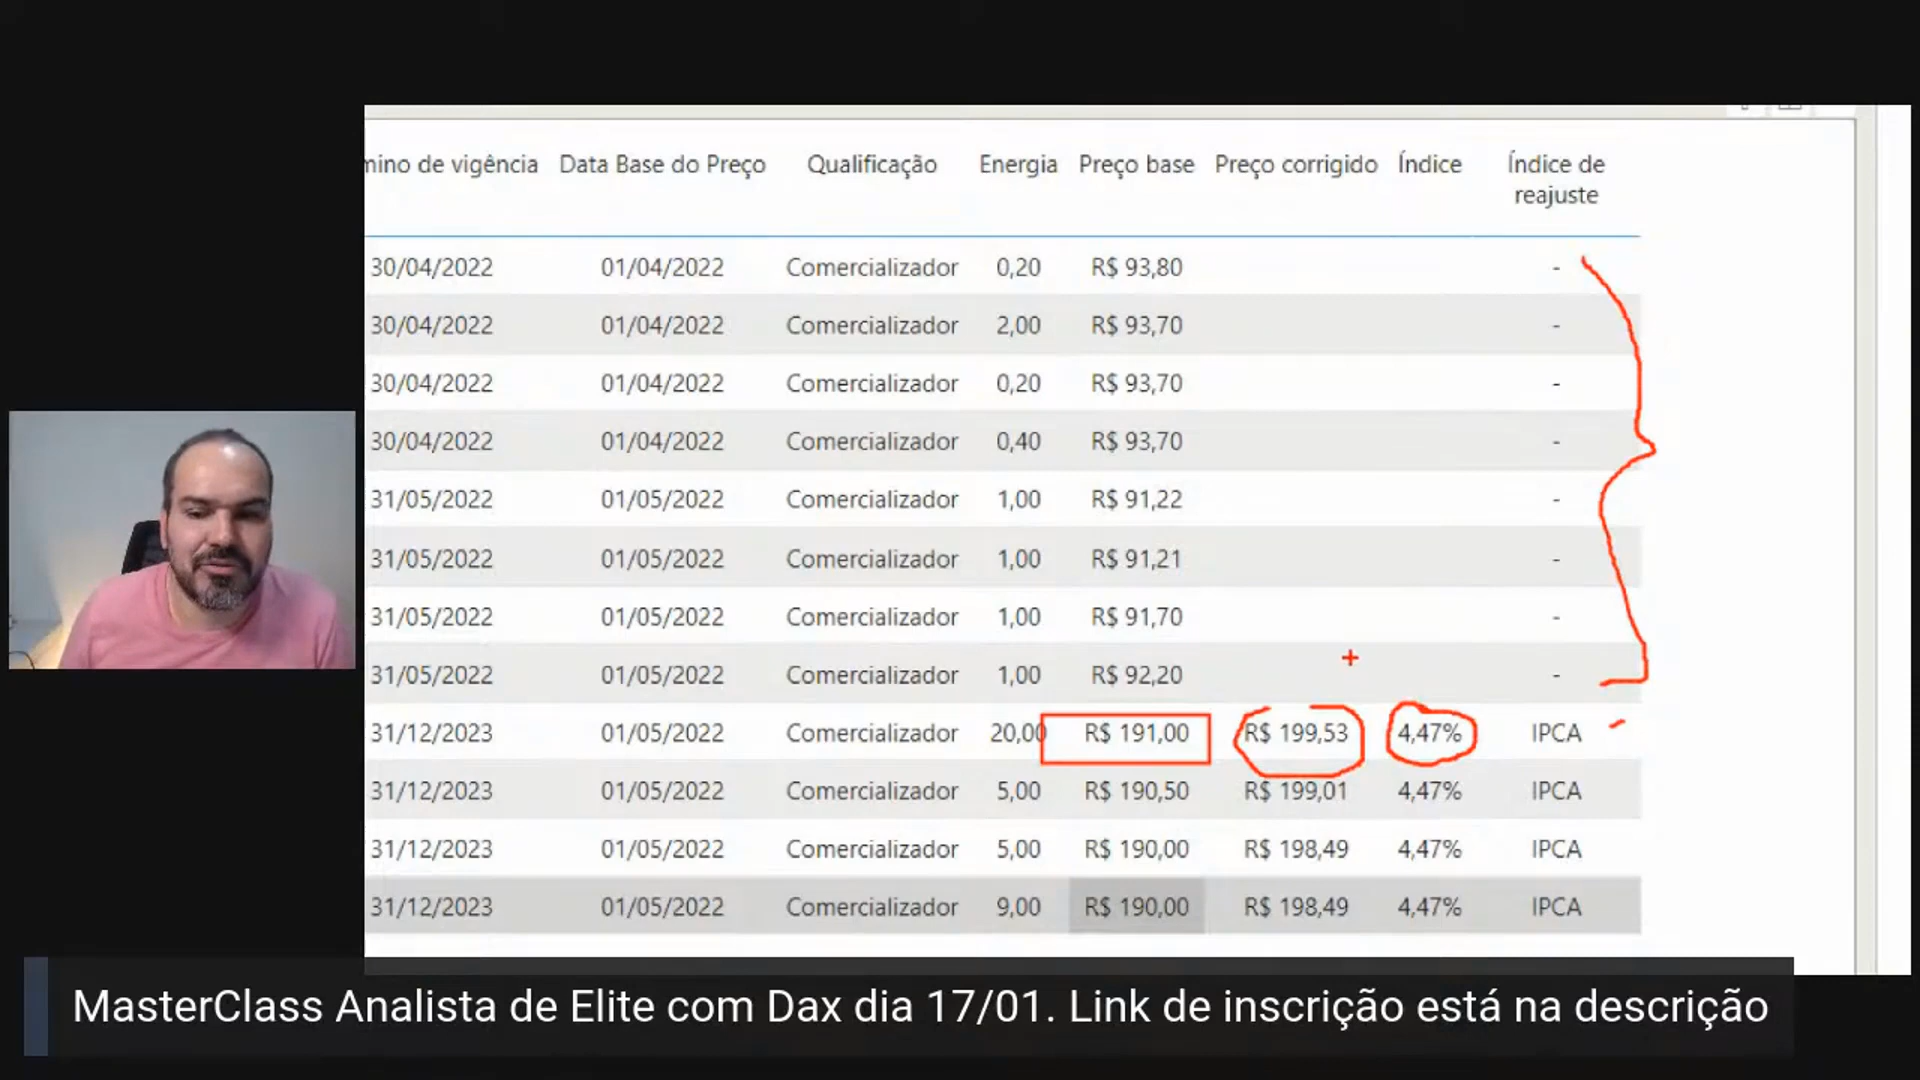 mino de vigência Data Base do Preço Qualificação Energia Preço base Preço corrigido Índice Índice de
reajuste
30/04/2022 01/04/2022 Comercializador 0,20 R$ 93,80 -
30/04/2022 01/04/2022 Comercializador 2,00 R$ 93,70 -
30/04/2022 01/04/2022 Comercializador 0,20 R$ 93,70 -
30/04/2022 01/04/2022 Comercializador 0,40 R$ 93,70 -
31/05/2022 01/05/2022 Comercializador 1,00 R$ 91,22 -
31/05/2022 01/05/2022 Comercializador 1,00 R$ 91,21 -
31/05/2022 01/05/2022 Comercializador 1,00 R$ 91,70 -
31/05/2022 01/05/2022 Comercializador 1,00 R$ 92,20 -
31/12/2023 01/05/2022 Comercializador 20,00 R$ 191,00 R$ 199,53 4,47% IPCA
31/12/2023 01/05/2022 Comercializador 5,00 R$ 190,50 R$ 199,01 4,47% IPCA
31/12/2023 01/05/2022 Comercializador 5,00 R$ 190,00 R$ 198,49 4,47% IPCA
31/12/2023 01/05/2022 Comercializador 9,00 R$ 190,00 R$ 198,49 4,47% IPCA
MasterClass Analista de Elite com Dax dia 17/01. Link de inscrição está na descrição